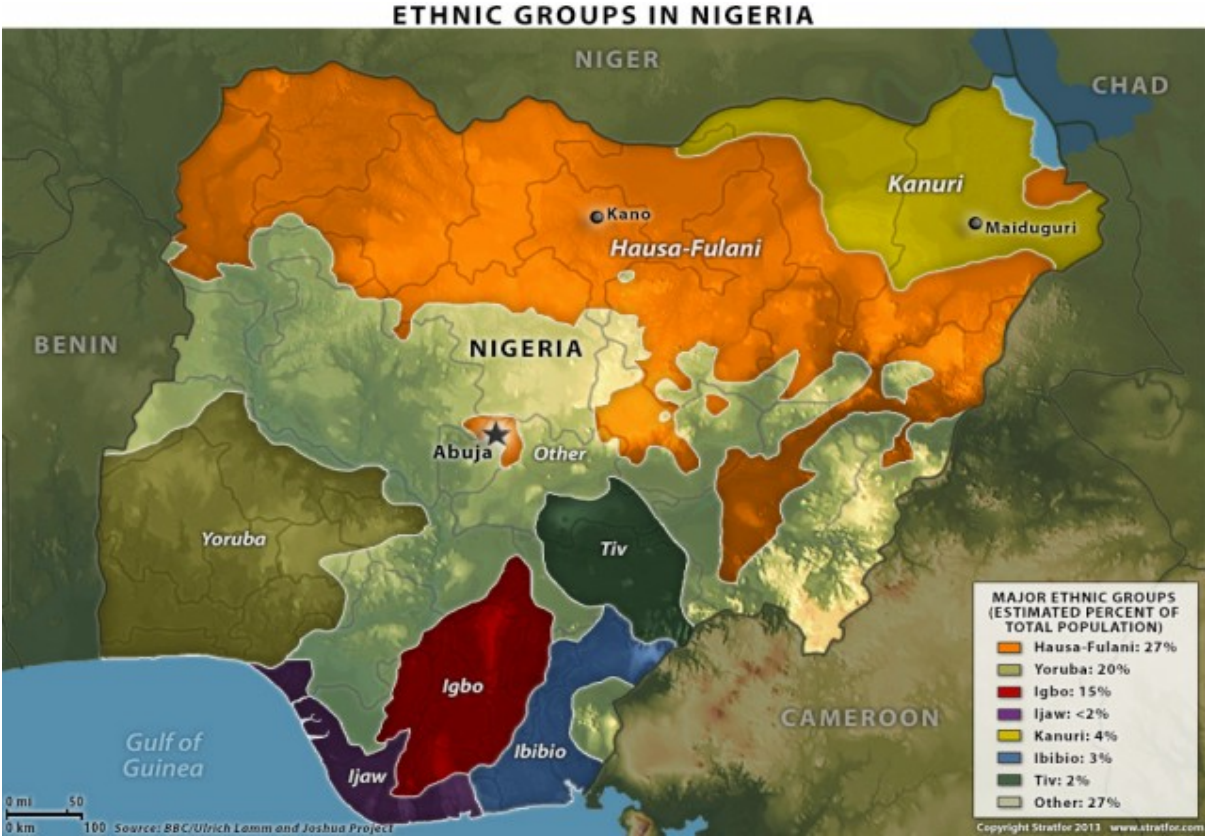 ETHNIC GROUPS IN NIGERIA
NIGER
CHAD
Kanuri
Kano
Maiduguri
Hausa-Fulani
BENIN
NIGERIA
Abuja
Other
Yoruba
Tiv
Igbo
Ibibio
Ijaw
CAMEROON
Gulf of
Guinea
MAJOR ETHNIC GROUPS
(ESTIMATED PERCENT OF
TOTAL POPULATION)
Hausa-Fulani: 27%
Yoruba: 20%
Igbo: 15%
Ijaw: <2%
Kanuri: 4%
Ibibio: 3%
Tiv: 2%
Other: 27%
0 mi 50
0 km 100 Source: BBC/Ulrich Lamm and Joshua Project
Copyright Stratfor 2013 www.stratfor.com